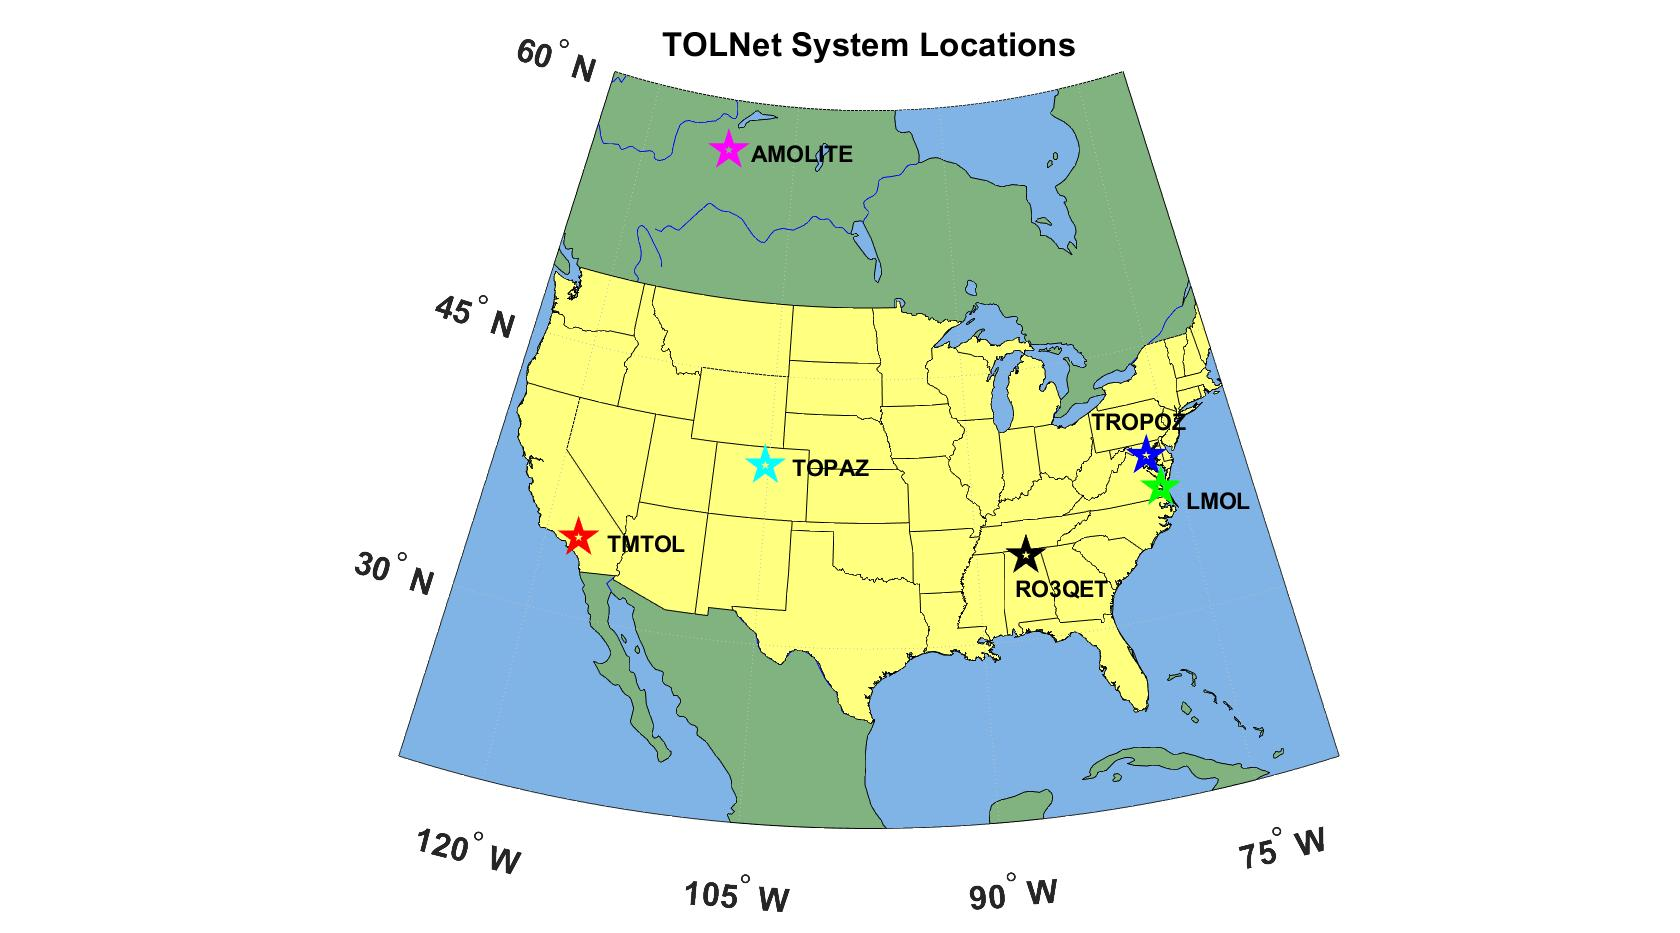 TOLNet System Locations
60° N
AMOLITE
45° N
TROPOZ
TOPAZ
LMOL
TMTOL
30° N
RO3QET
120° W
105° W
90° W
75° W